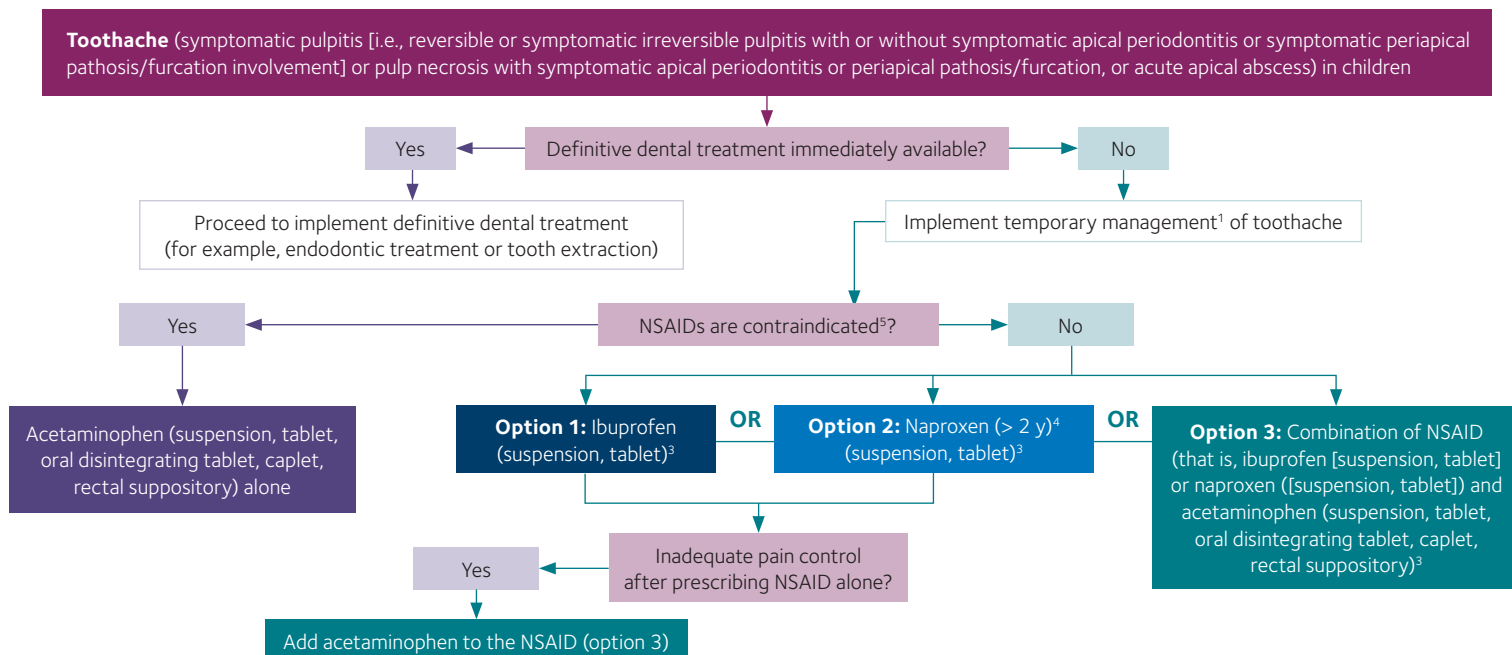 Toothache (symptomatic pulpitis [i.e., reversible or symptomatic irreversible pulpitis with or without symptomatic apical periodontitis or symptomatic periapical
pathosis/furcation involvement] or pulp necrosis with symptomatic apical periodontitis or periapical pathosis/furcation, or acute apical abscess) in children
Yes
Definitive dental treatment immediately available?
No
Proceed to implement definitive dental treatment
(for example, endodontic treatment or tooth extraction)
Implement temporary management¹ of toothache
Yes
NSAIDs are contraindicated⁵?
No
Acetaminophen (suspension, tablet,
oral disintegrating tablet, caplet,
rectal suppository) alone
Option 1: Ibuprofen
(suspension, tablet)³
OR
Option 2: Naproxen (> 2 y)⁴
(suspension, tablet)³
OR
Option 3: Combination of NSAID
(that is, ibuprofen [suspension, tablet]
or naproxen ([suspension, tablet]) and
acetaminophen (suspension, tablet,
oral disintegrating tablet, caplet,
rectal suppository)³
Yes
Inadequate pain control
after prescribing NSAID alone?
Add acetaminophen to the NSAID (option 3)